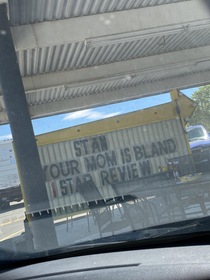 STAN
YOUR MOM IS BLAND
1 STAR REVIEW